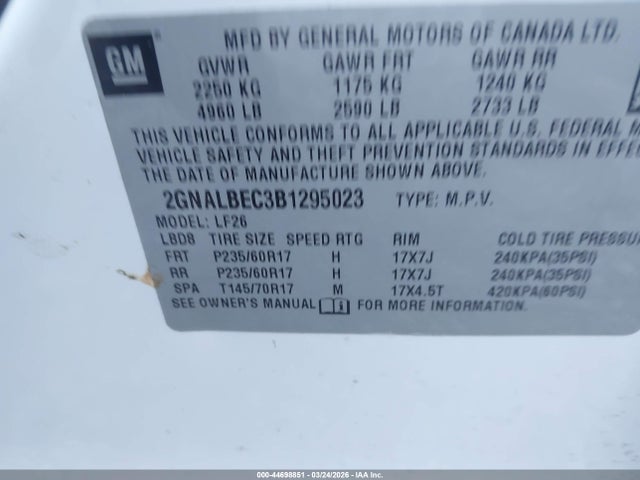 GM
MFD BY GENERAL MOTORS OF CANADA LTD.
GVWR GAWR FRT GAWR RR
2250 KG 1175 KG 1240 KG
4960 LB 2590 LB 2733 LB
THIS VEHICLE CONFORMS TO ALL APPLICABLE U.S. FEDERAL M
VEHICLE SAFETY AND THEFT PREVENTION STANDARDS IN EFFE
THE DATE OF MANUFACTURE SHOWN ABOVE.
2GNALBEC3B1295023 TYPE: M.P.V.
MODEL: LF26
LBD8 TIRE SIZE SPEED RTG RIM COLD TIRE PRESSU
FRT P235/60R17 H 17X7J 240KPA(35PSI)
RR P235/60R17 H 17X7J 240KPA(35PSI)
SPA T145/70R17 M 17X4.5T 420KPA(60PSI)
SEE OWNER'S MANUAL FOR MORE INFORMATION.
000-44698851 - 03/24/2026 - IAA, Inc.